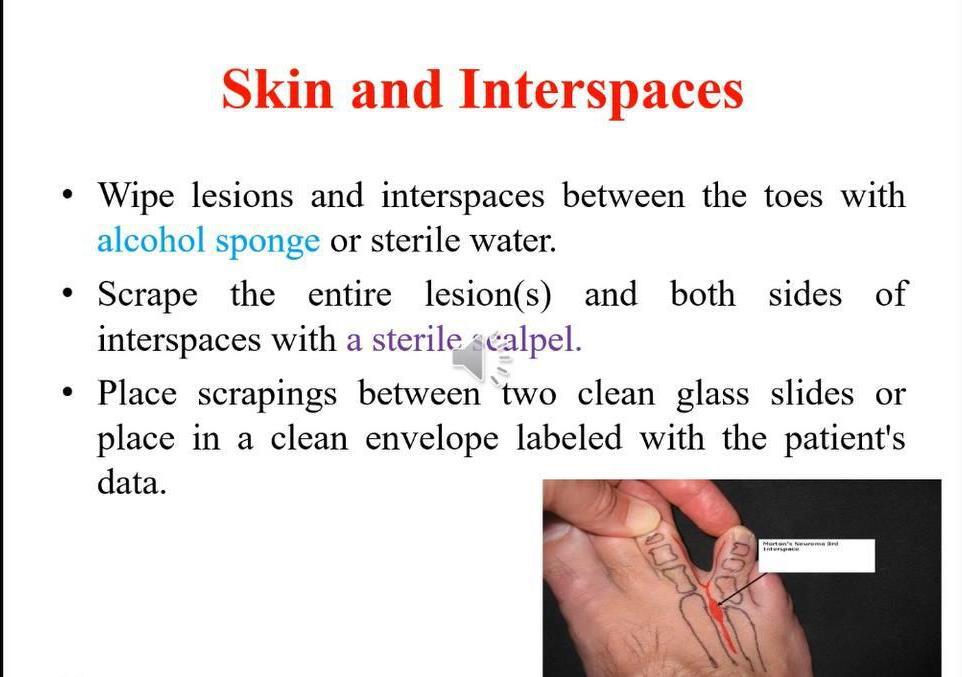 Skin and Interspaces
• Wipe lesions and interspaces between the toes with
alcohol sponge or sterile water.
• Scrape the entire lesion(s) and both sides of
interspaces with a sterile scalpel.
• Place scrapings between two clean glass slides or
place in a clean envelope labeled with the patient's
data.
Morton's Neuroma 3rd
Interspace